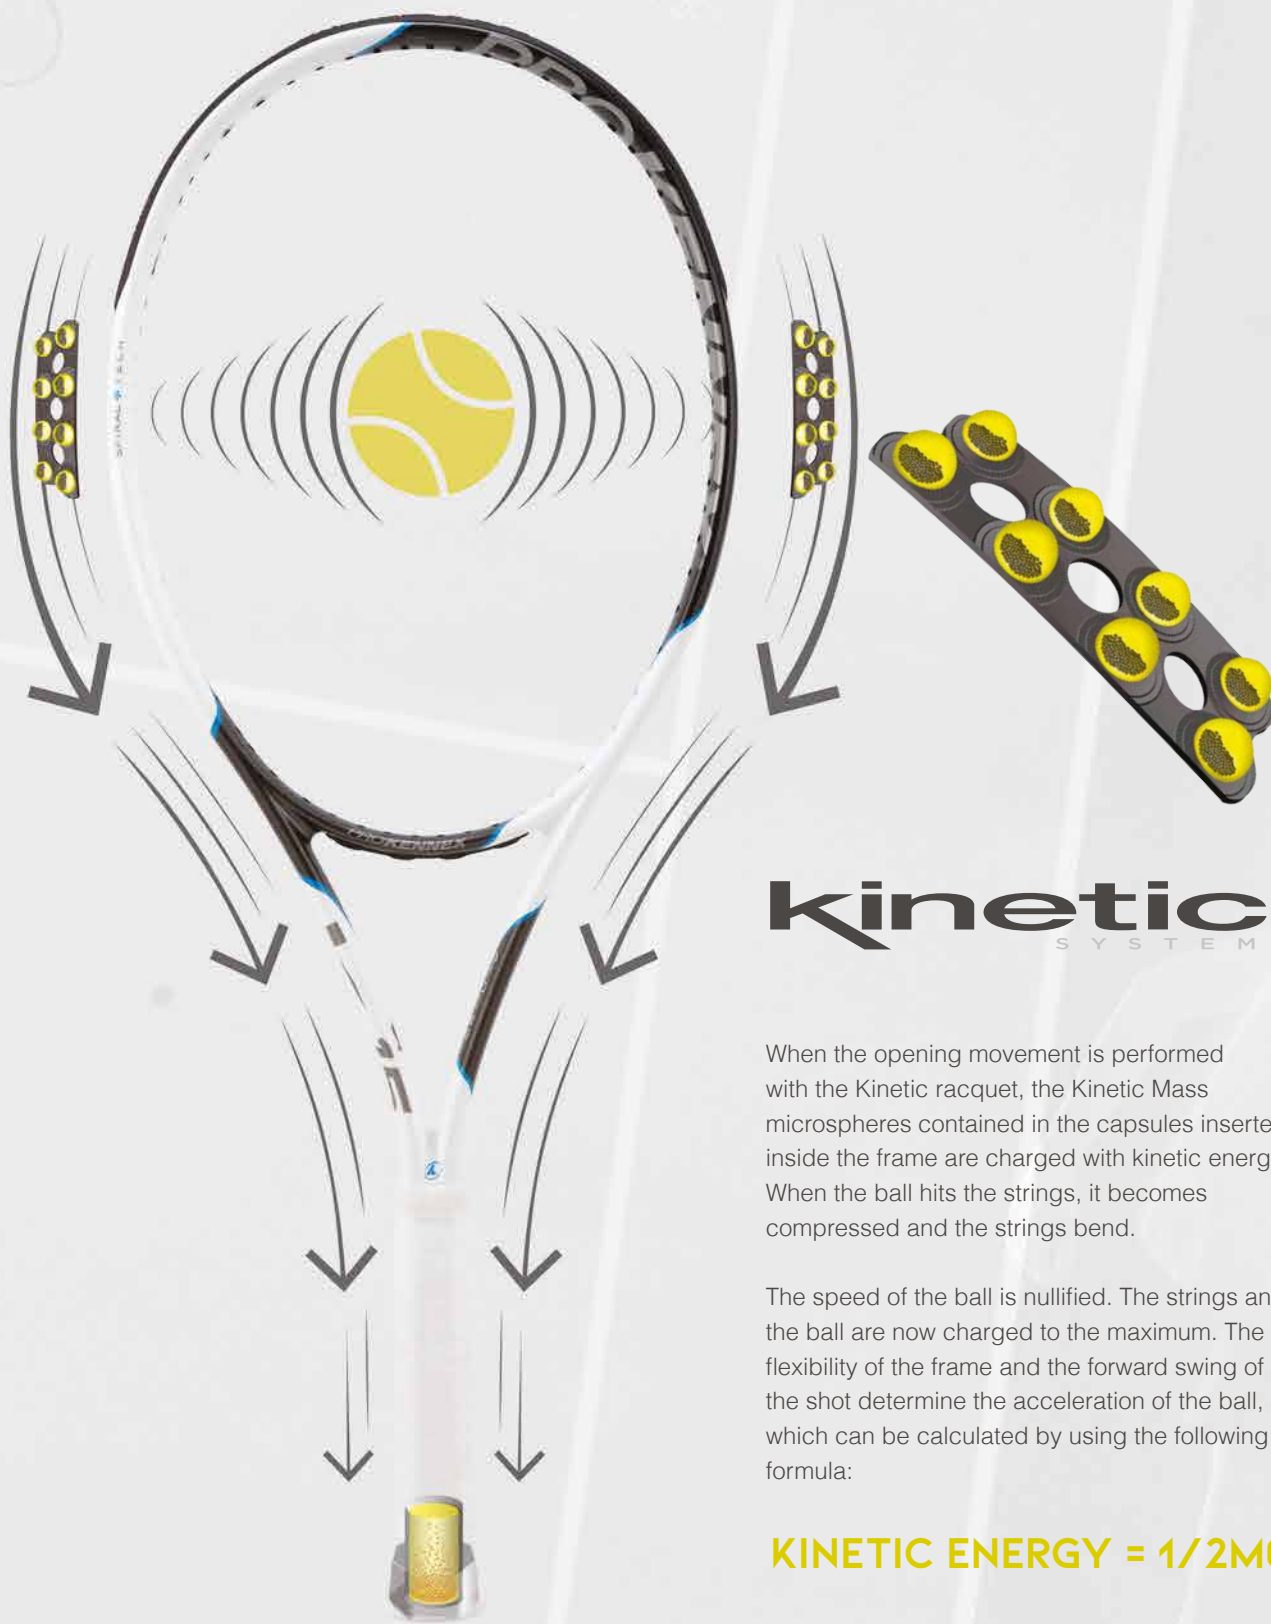 PROKENNEX
SPIRAL TECH
PROKENNEX
kinetic
SYSTEM
When the opening movement is performed
with the Kinetic racquet, the Kinetic Mass
microspheres contained in the capsules inserte
inside the frame are charged with kinetic energ
When the ball hits the strings, it becomes
compressed and the strings bend.
The speed of the ball is nullified. The strings an
the ball are now charged to the maximum. The
flexibility of the frame and the forward swing of
the shot determine the acceleration of the ball,
which can be calculated by using the following
formula:
KINETIC ENERGY = 1/2M